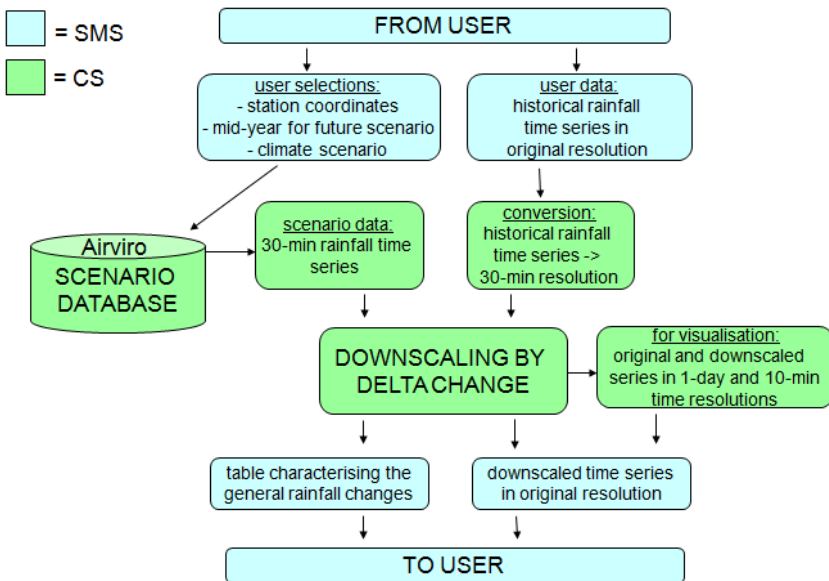 = SMS
= CS
FROM USER
user selections:
- station coordinates
- mid-year for future scenario
- climate scenario
user data:
historical rainfall
time series in
original resolution
Airviro
SCENARIO
DATABASE
scenario data:
30-min rainfall time
series
conversion:
historical rainfall
time series ->
30-min resolution
DOWNSCALING BY
DELTA CHANGE
for visualisation:
original and downscaled
series in 1-day and 10-min
time resolutions
table characterising the
general rainfall changes
downscaled time series
in original resolution
TO USER